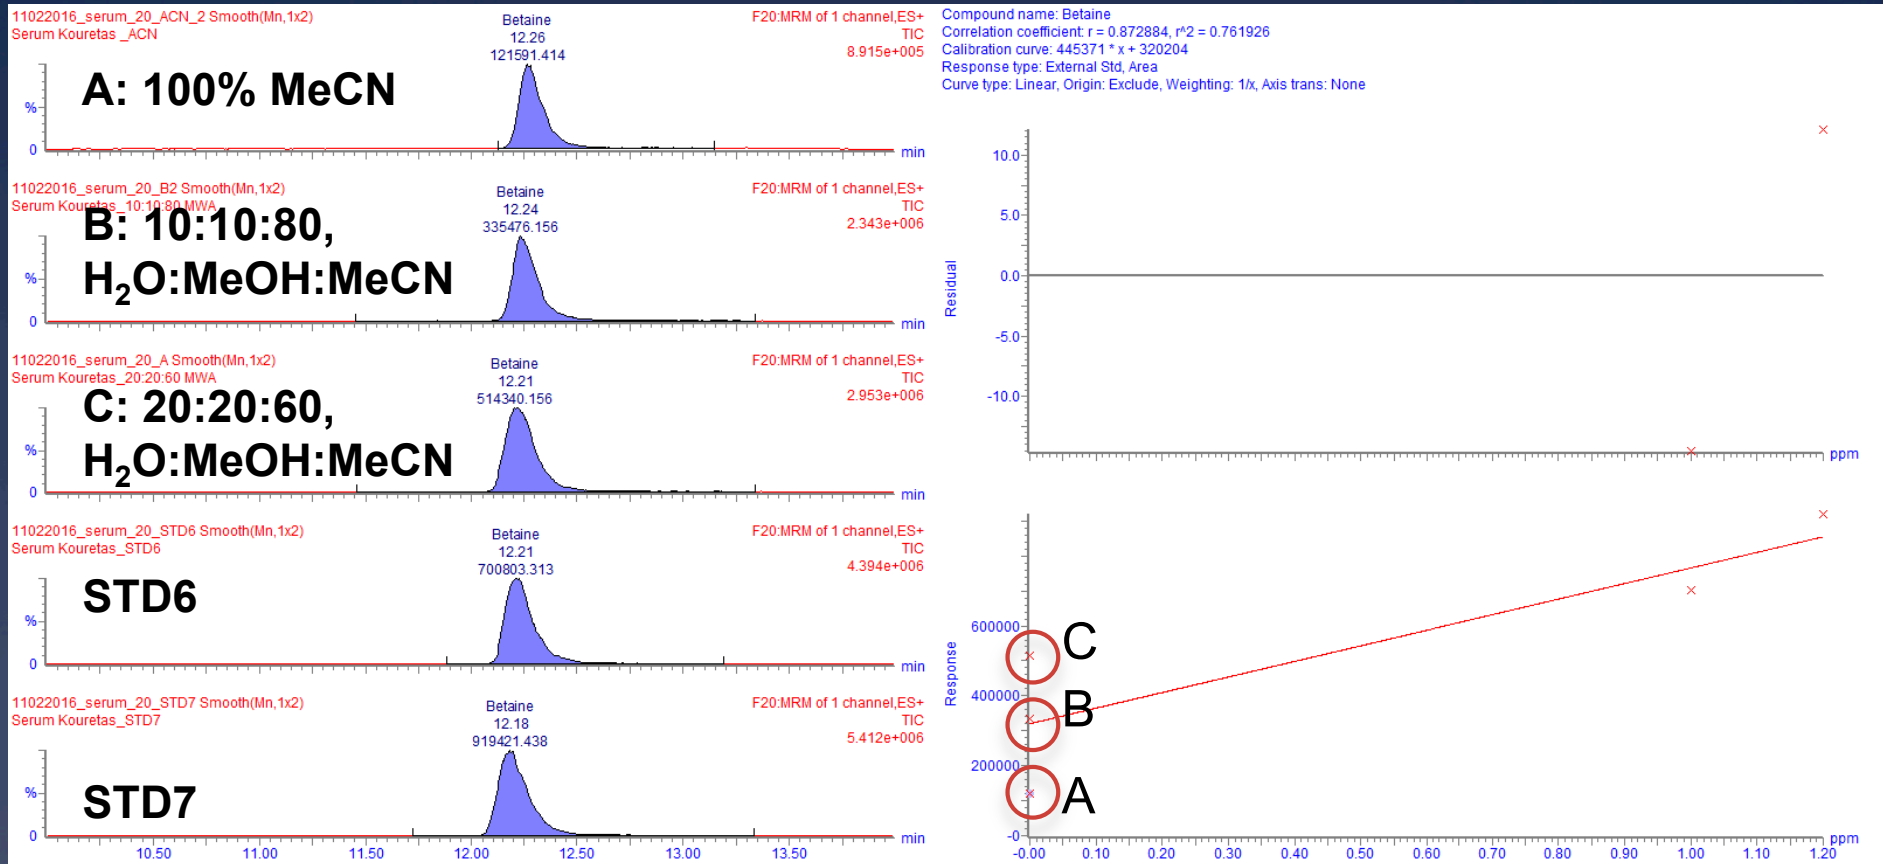 11022016_serum_20_ACN_2 Smooth(Mn,1x2)
Serum Kouretas _ACN
F20:MRM of 1 channel,ES+
TIC
8.915e+005
Betaine
12.26
121591.414
A: 100% MeCN
%
0
min
11022016_serum_20_B2 Smooth(Mn,1x2)
Serum Kouretas_10:10:80 MWA
F20:MRM of 1 channel,ES+
TIC
2.343e+006
Betaine
12.24
335476.156
B: 10:10:80,
H₂O:MeOH:MeCN
%
0
min
11022016_serum_20_A Smooth(Mn,1x2)
Serum Kouretas_20:20:60 MWA
F20:MRM of 1 channel,ES+
TIC
2.953e+006
Betaine
12.21
514340.156
C: 20:20:60,
H₂O:MeOH:MeCN
%
0
min
11022016_serum_20_STD6 Smooth(Mn,1x2)
Serum Kouretas_STD6
F20:MRM of 1 channel,ES+
TIC
4.394e+006
Betaine
12.21
700803.313
STD6
%
0
min
11022016_serum_20_STD7 Smooth(Mn,1x2)
Serum Kouretas_STD7
F20:MRM of 1 channel,ES+
TIC
5.412e+006
Betaine
12.18
919421.438
STD7
%
0
min
10.50 11.00 11.50 12.00 12.50 13.00 13.50
Compound name: Betaine
Correlation coefficient: r = 0.872884, r^2 = 0.761926
Calibration curve: 445371 * x + 320204
Response type: External Std, Area
Curve type: Linear, Origin: Exclude, Weighting: 1/x, Axis trans: None
Residual
10.0
5.0
0.0
-5.0
-10.0
ppm
Response
600000
400000
200000
-0
C
B
A
ppm
-0.00 0.10 0.20 0.30 0.40 0.50 0.60 0.70 0.80 0.90 1.00 1.10 1.20